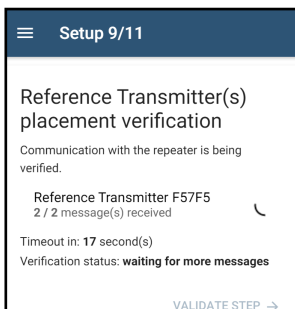 Setup 9/11
Reference Transmitter(s)
placement verification
Communication with the repeater is being
verified.
Reference Transmitter F57F5
2 / 2 message(s) received
Timeout in: 17 second(s)
Verification status: waiting for more messages
VALIDATE STEP →